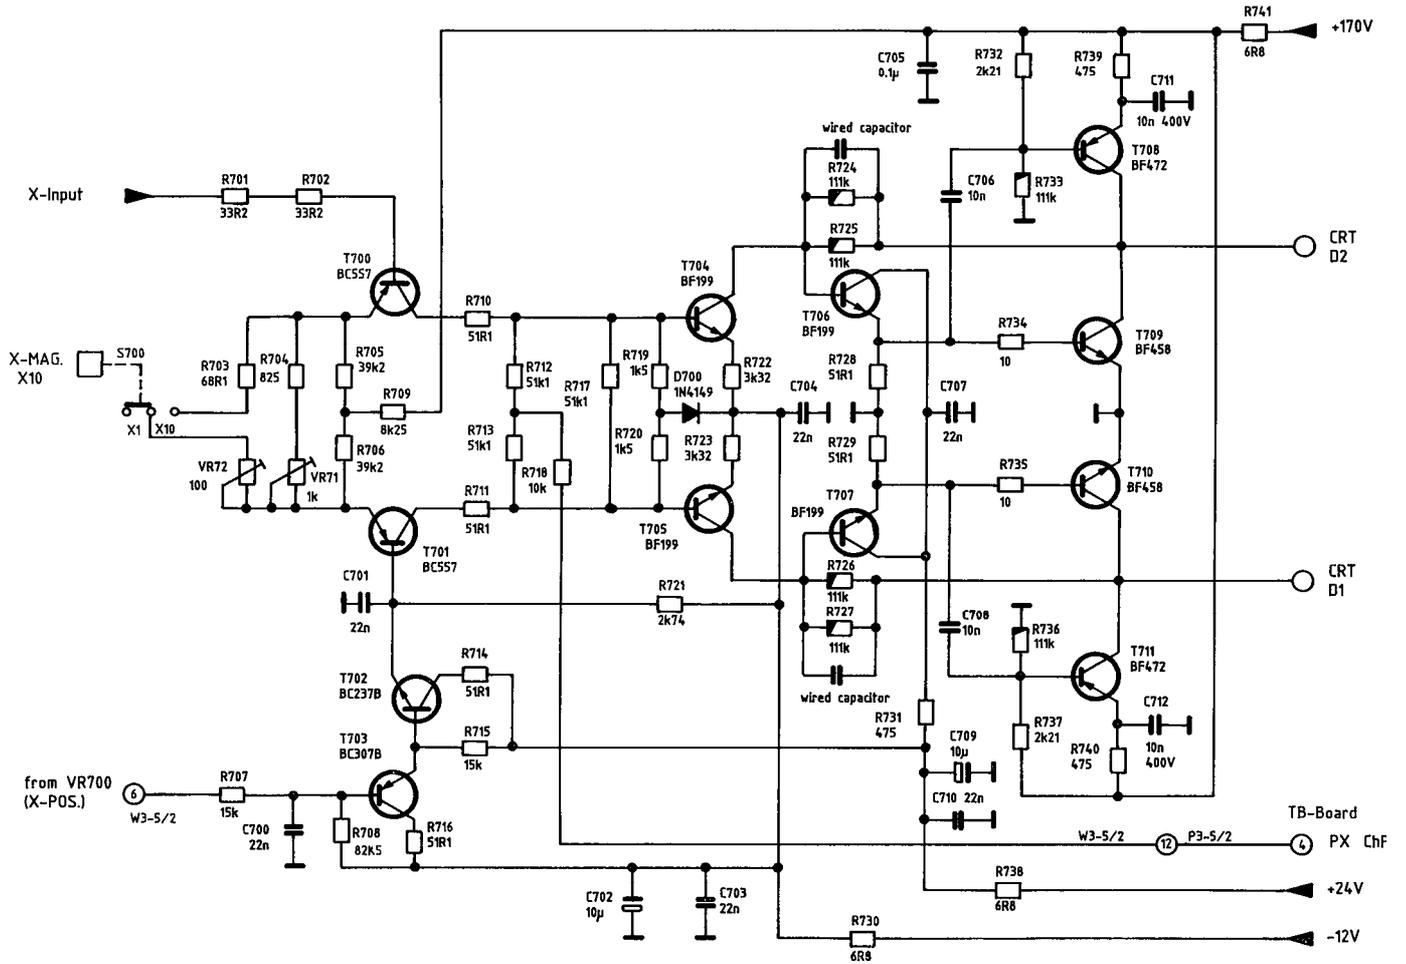 R741
+170V
6R8
C705
0.1µ
R732
2k21
R739
475
C711
10n 400V
wired capacitor
T708
BF472
R724
111k
C706
10n
R733
111k
X-Input
R701
33R2
R702
33R2
R725
111k
CRT
D2
T700
BC557
T704
BF199
T706
BF199
R710
51R1
R734
10
T709
BF458
X-MAG.
X10
S700
X1
X10
R703
68R1
R704
825
R705
39k2
R709
8k25
R712
51k1
R717
51k1
R719
1k5
D700
1N4149
R722
3k32
C704
22n
R728
51R1
C707
22n
VR72
100
VR71
1k
R706
39k2
R713
51k1
R718
10k
R720
1k5
R723
3k32
R729
51R1
R735
10
T710
BF458
T707
BF199
R711
51R1
T705
BF199
T701
BC557
C701
22n
R721
2k74
R726
111k
R727
111k
CRT
D1
C708
10n
R736
111k
T711
BF472
wired capacitor
T702
BC237B
R714
51R1
T703
BC307B
R715
15k
R731
475
C709
10µ
R737
2k21
R740
475
C712
10n
400V
from VR700
(X-POS.)
6
W3-5/2
R707
15k
C700
22n
R708
82K5
R716
51R1
C710
22n
TB-Board
W3-5/2
12
P3-5/2
4
PX ChF
C702
10µ
C703
22n
R738
6R8
+24V
R730
6R8
-12V